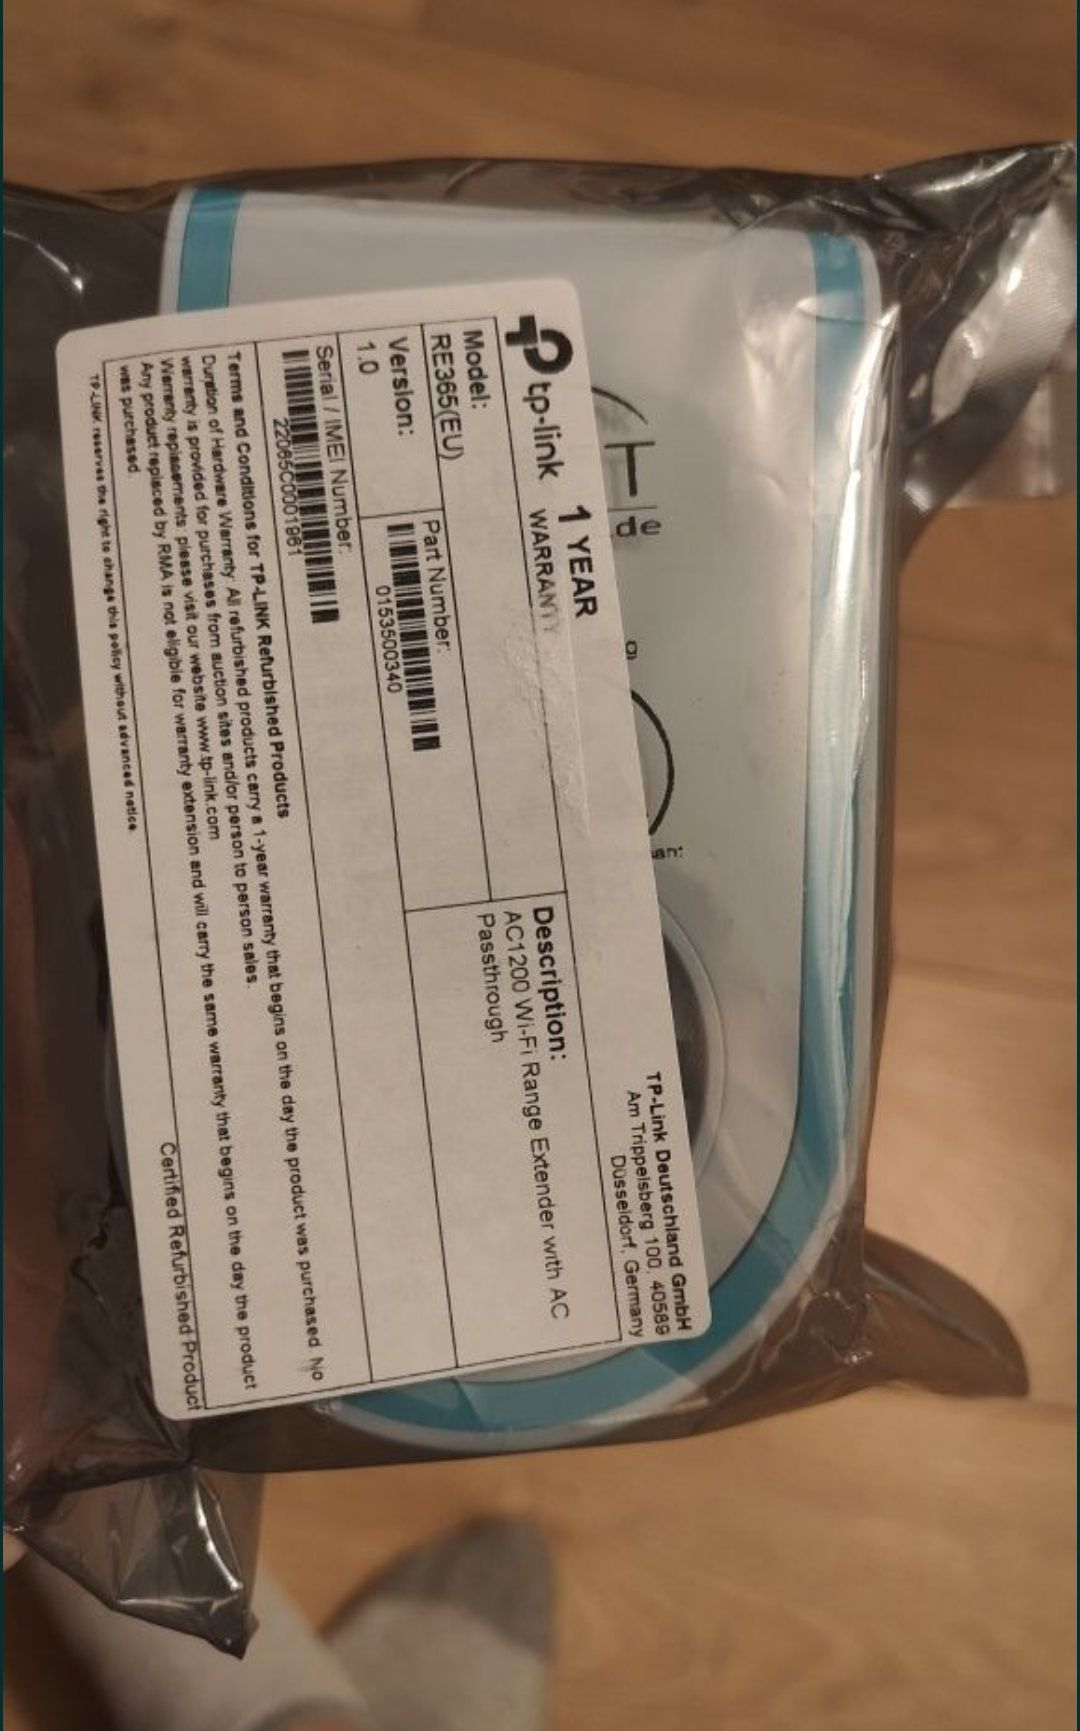 tp-link
1 YEAR
WARRANTY
TP-Link Deutschland GmbH
Am Trippelsberg 100, 40589
Düsseldorf, Germany
Model:
RE365(EU)
Description:
AC1200 Wi-Fi Range Extender with AC
Passthrough
Version:
1.0
Part Number:
0153500340
Serial / IMEI Number:
22065C0001981
Terms and Conditions for TP-LINK Refurbished Products
Duration of Hardware Warranty: All refurbished products carry a 1-year warranty that begins on the day the product was purchased No
warranty is provided for purchases from auction sites and/or person to person sales.
Warranty replacements: please visit our website www.tp-link.com
Any product replaced by RMA is not eligible for warranty extension and will carry the same warranty that begins on the day the product
was purchased.
TP-LINK reserves the right to change this policy without advanced notice.
Certified Refurbished Product